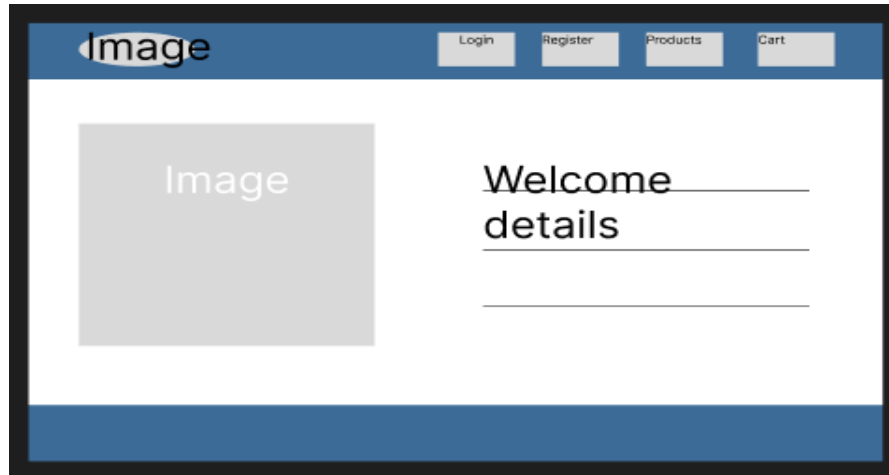 Image
Login Register Products Cart
Image
Welcome
details